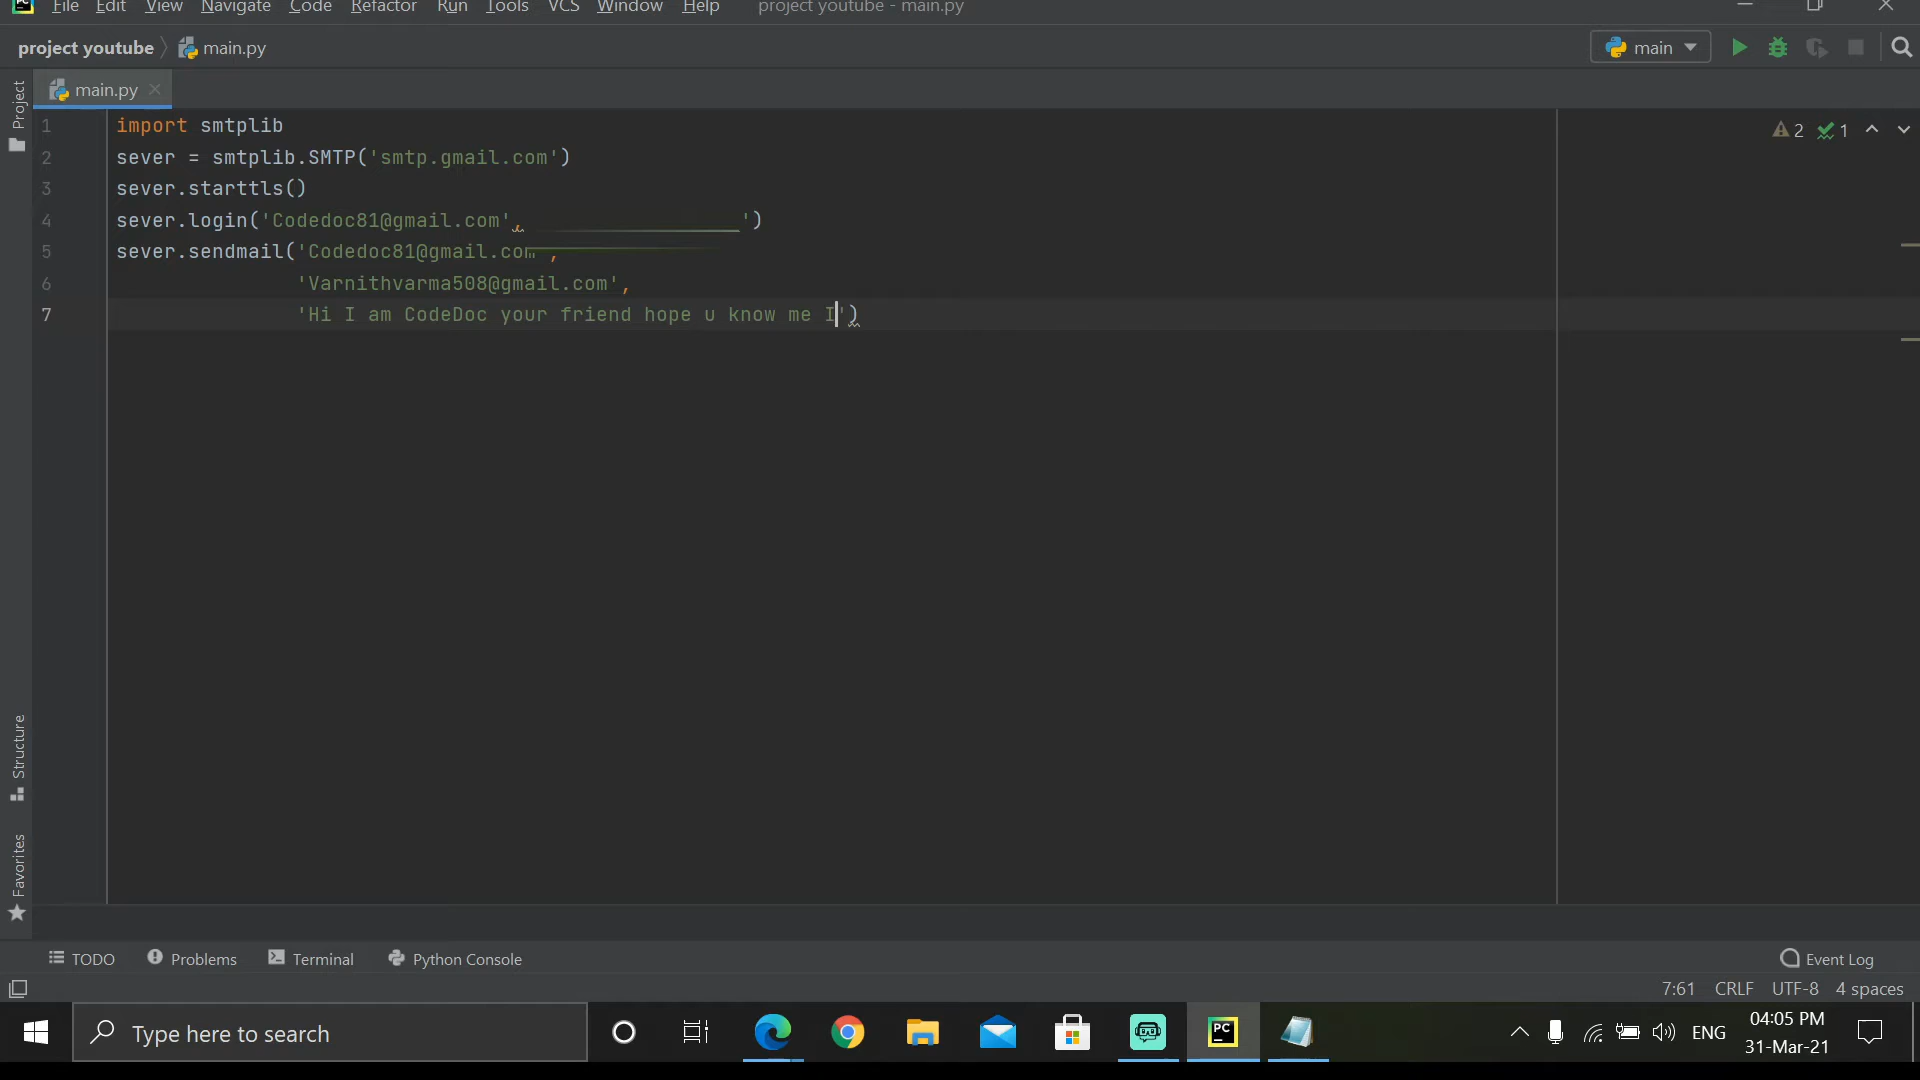 File Edit View Navigate Code Refactor Run Tools VCS Window Help project youtube - main.py
project youtube main.py main
main.py
Project
1 import smtplib
2 sever = smtplib.SMTP('smtp.gmail.com')
3 sever.starttls()
4 sever.login('Codedoc81@gmail.com', ')
5 sever.sendmail('Codedoc81@gmail.com ,
6 'Varnithvarma508@gmail.com',
7 'Hi I am CodeDoc your friend hope u know me I')
2 1
Structure
Favorites
TODO Problems Terminal Python Console Event Log
7:61 CRLF UTF-8 4 spaces
Type here to search
PC
ENG
04:05 PM
31-Mar-21